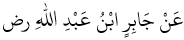 عَنْ جَابِرٍ ابْنُ عَبْدِ اللهِ رض